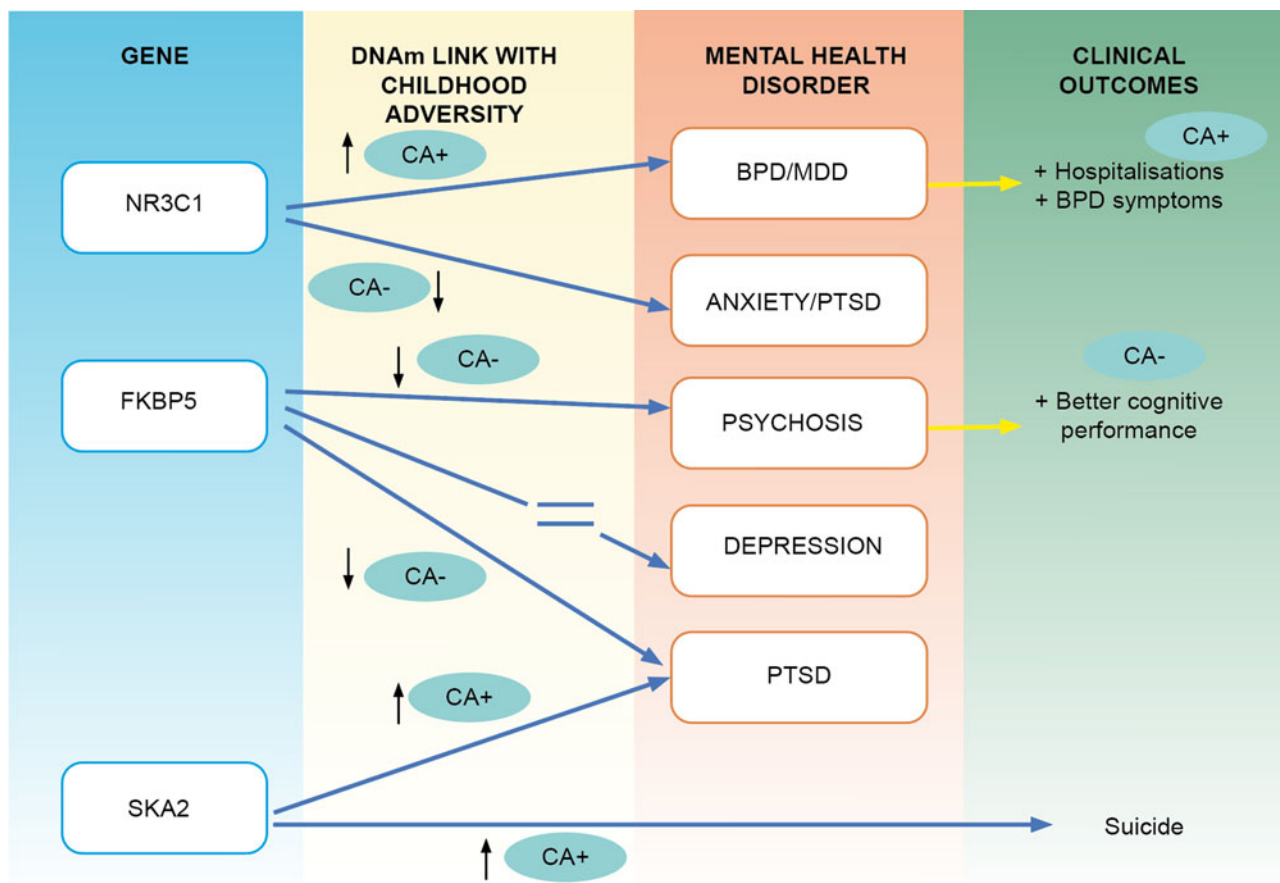 GENE
DNAm LINK WITH
CHILDHOOD
ADVERSITY
MENTAL HEALTH
DISORDER
CLINICAL
OUTCOMES
CA+
CA+
NR3C1
BPD/MDD
+ Hospitalisations
+ BPD symptoms
CA-
ANXIETY/PTSD
CA-
CA-
FKBP5
PSYCHOSIS
+ Better cognitive
performance
DEPRESSION
CA-
PTSD
CA+
SKA2
Suicide
CA+